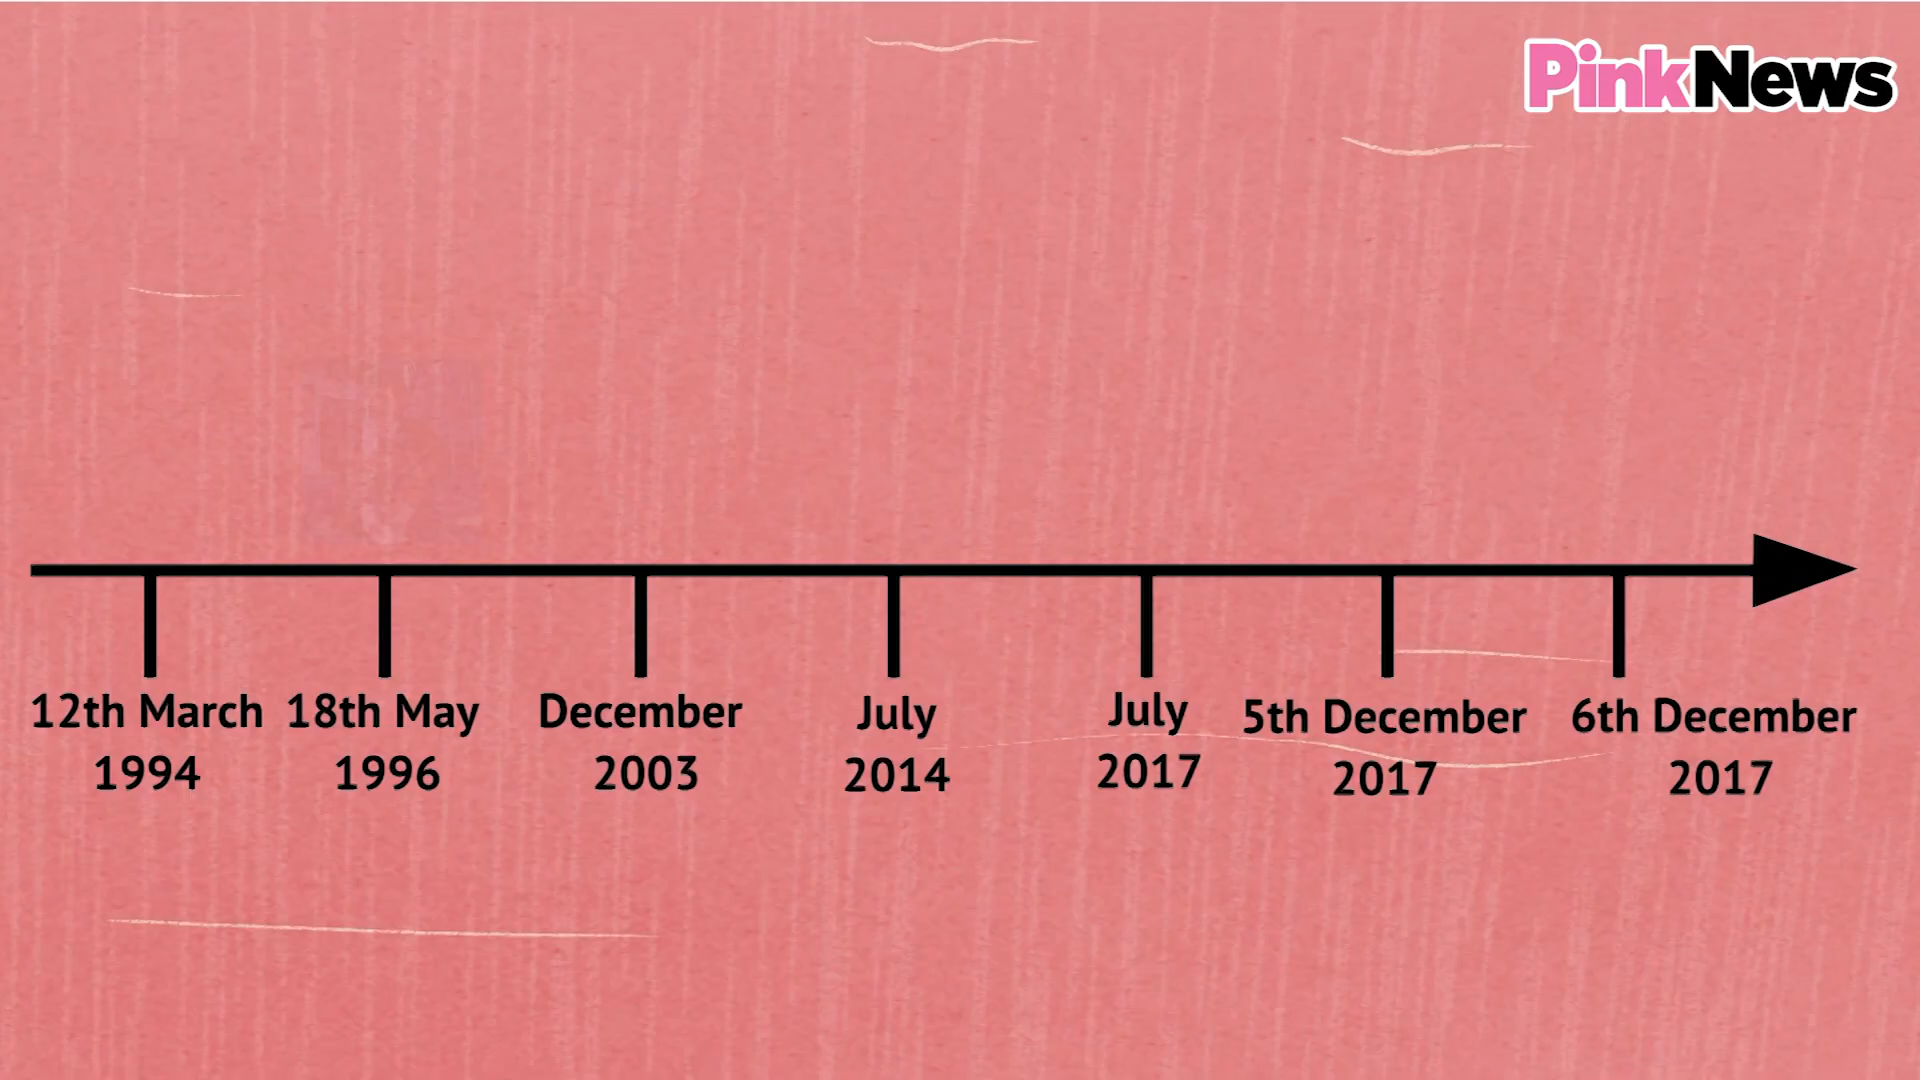 PinkNews
12th March
1994
18th May
1996
December
2003
July
2014
July
2017
5th December
2017
6th December
2017